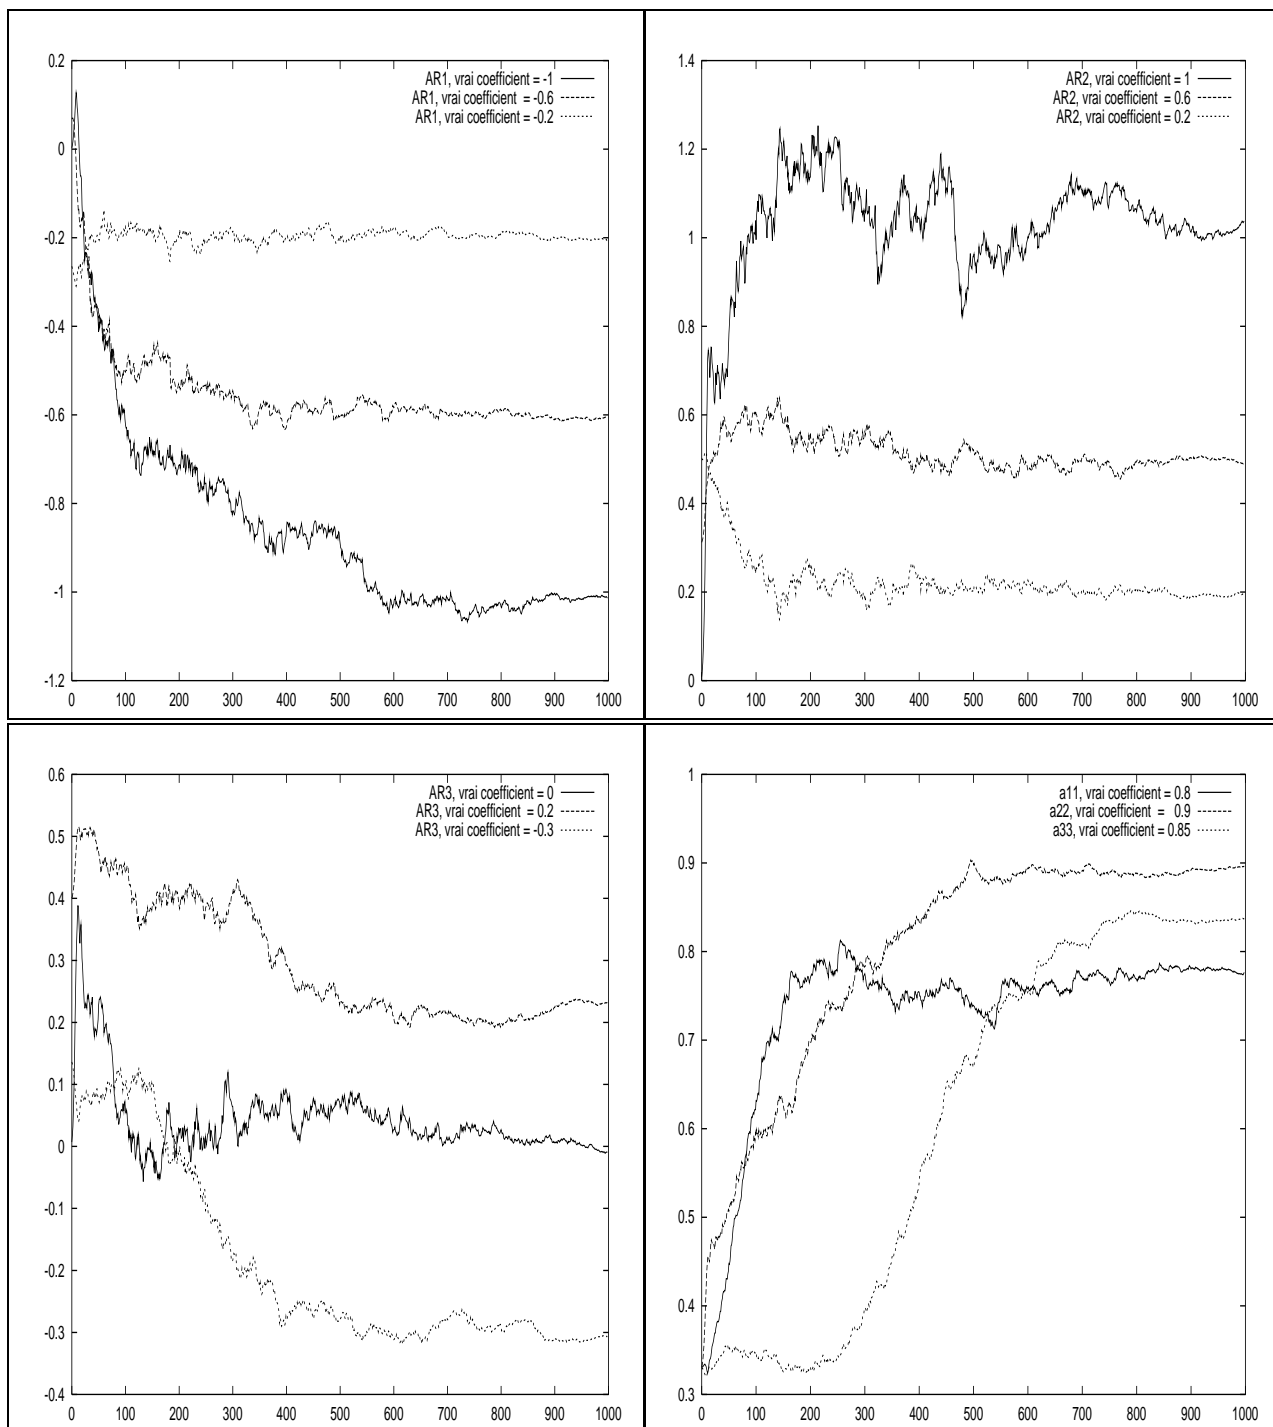 0.2
AR1, vrai coefficient = -1
AR1, vrai coefficient = -0.6
AR1, vrai coefficient = -0.2
0
-0.2
-0.4
-0.6
-0.8
-1
-1.2
0 100 200 300 400 500 600 700 800 900 1000
1.4
AR2, vrai coefficient = 1
AR2, vrai coefficient = 0.6
AR2, vrai coefficient = 0.2
1.2
1
0.8
0.6
0.4
0.2
0
0 100 200 300 400 500 600 700 800 900 1000
0.6
AR3, vrai coefficient = 0
AR3, vrai coefficient = 0.2
AR3, vrai coefficient = -0.3
0.5
0.4
0.3
0.2
0.1
0
-0.1
-0.2
-0.3
-0.4
0 100 200 300 400 500 600 700 800 900 1000
1
a11, vrai coefficient = 0.8
a22, vrai coefficient = 0.9
a33, vrai coefficient = 0.85
0.9
0.8
0.7
0.6
0.5
0.4
0.3
0 100 200 300 400 500 600 700 800 900 1000